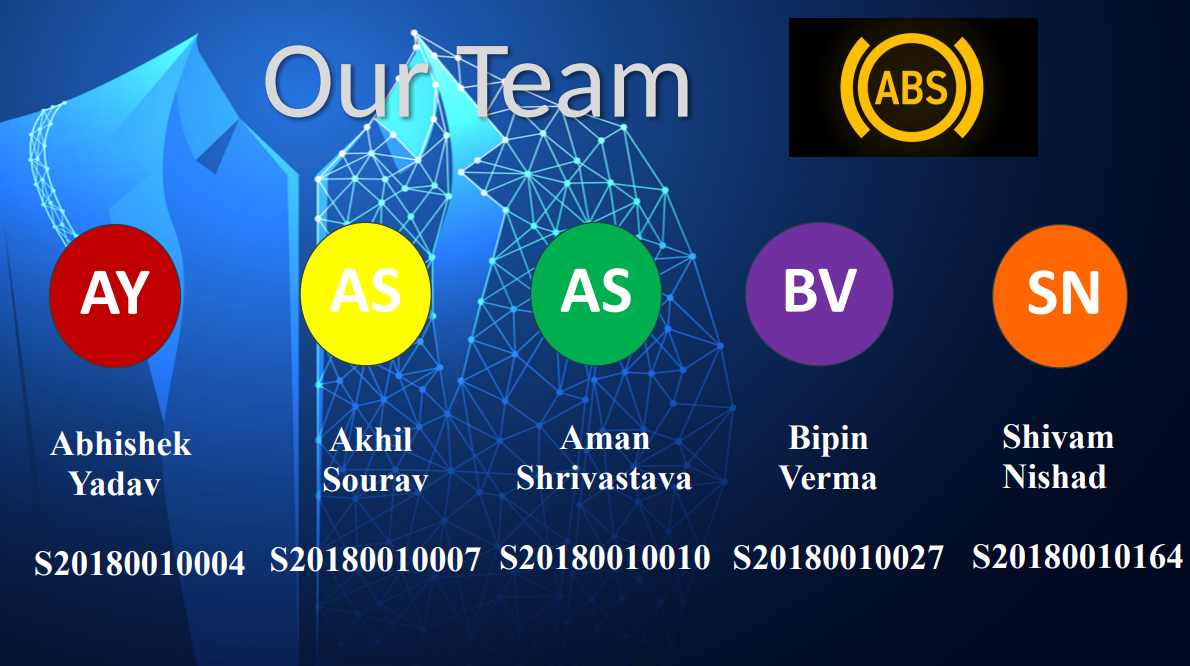 Our Team
ABS
AY
AS
AS
BV
SN
Abhishek
Yadav
Akhil
Sourav
Aman
Shrivastava
Bipin
Verma
Shivam
Nishad
S20180010004
S20180010007
S20180010010
S20180010027
S20180010164